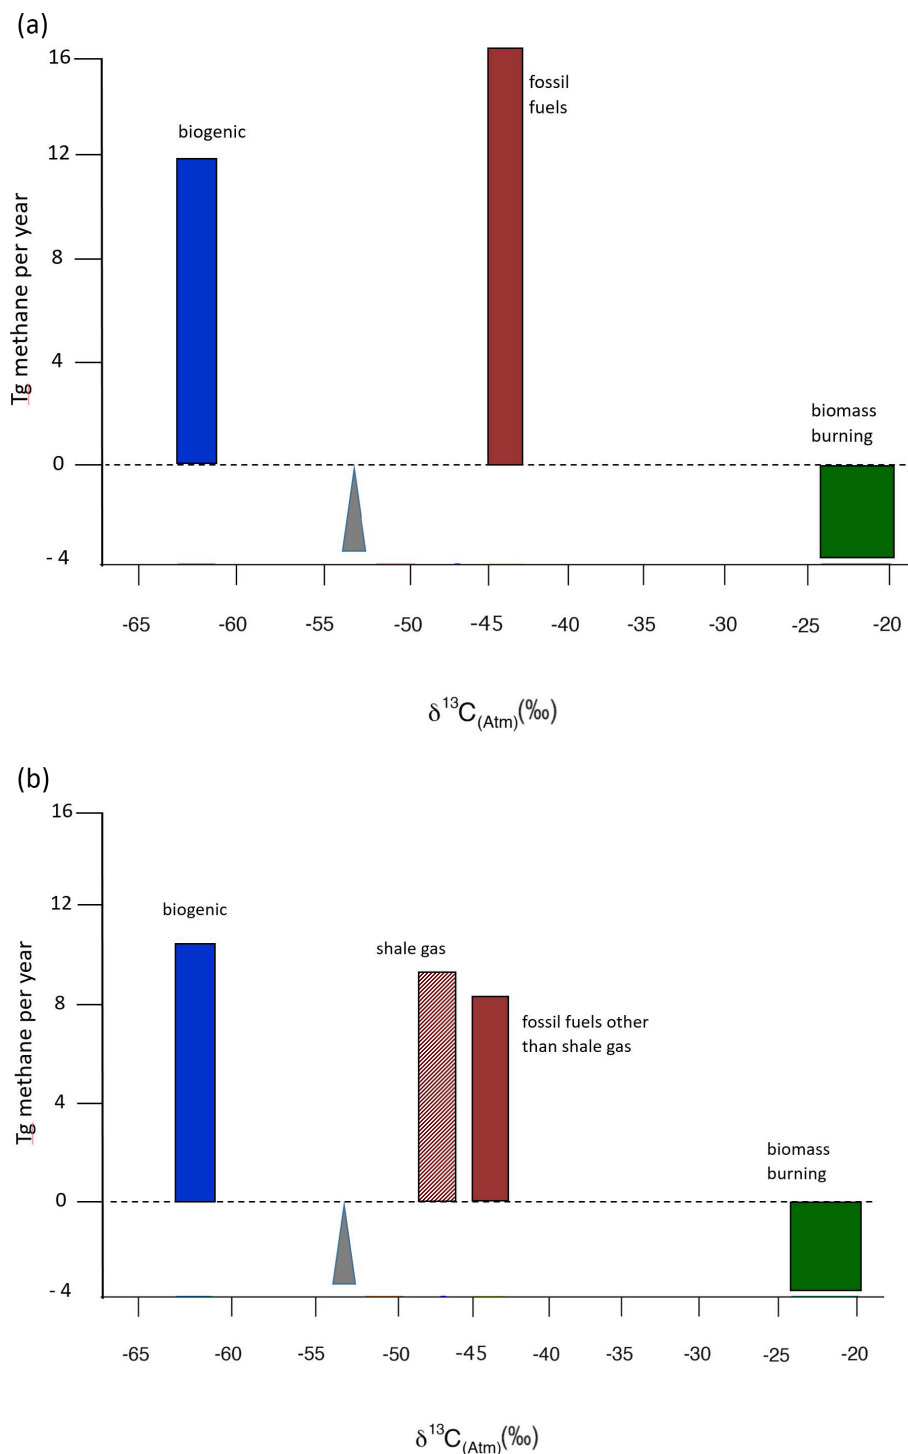 (a)
16
fossil
fuels
biogenic
12
8
Tg methane per year
4
biomass
burning
0
- 4
-65 -60 -55 -50 -45 -40 -35 -30 -25 -20
δ¹³C(Atm)(‰)
(b)
16
12
biogenic
shale gas
8
fossil fuels other
than shale gas
Tg methane per year
4
biomass
burning
0
- 4
-65 -60 -55 -50 -45 -40 -35 -30 -25 -20
δ¹³C(Atm)(‰)